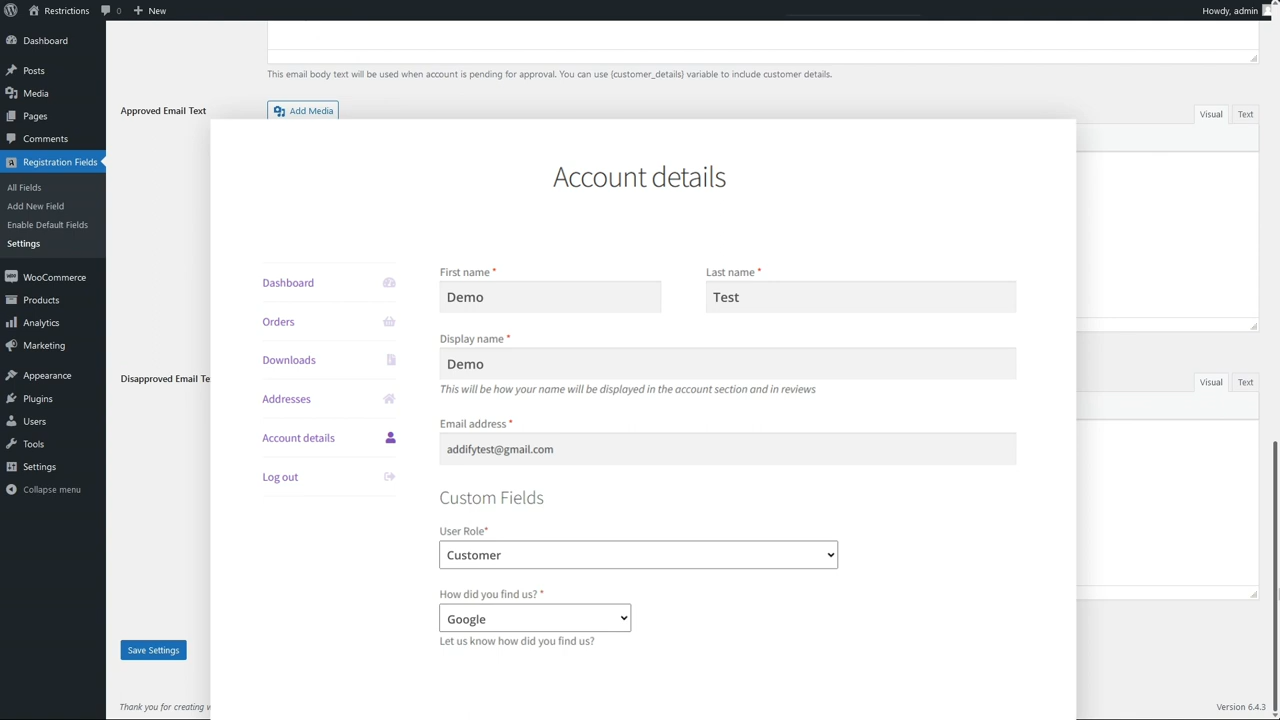 Restrictions
0
New
Howdy, admin
Dashboard
Posts
Media
Pages
Comments
Registration Fields
All Fields
Add New Field
Enable Default Fields
Settings
WooCommerce
Products
Analytics
Marketing
Appearance
Plugins
Users
Tools
Settings
Collapse menu
This email body text will be used when account is pending for approval. You can use {customer_details} variable to include customer details.
Approved Email Text
Add Media
Visual
Text
Account details
Dashboard
Orders
Downloads
Addresses
Account details
Log out
First name *
Last name *
Demo
Test
Display name *
Demo
This will be how your name will be displayed in the account section and in reviews
Email address *
addifytest@gmail.com
Custom Fields
User Role*
Customer
How did you find us? *
Google
Let us know how did you find us?
Disapproved Email Te
Visual
Text
Save Settings
Thank you for creating
Version 6.4.3